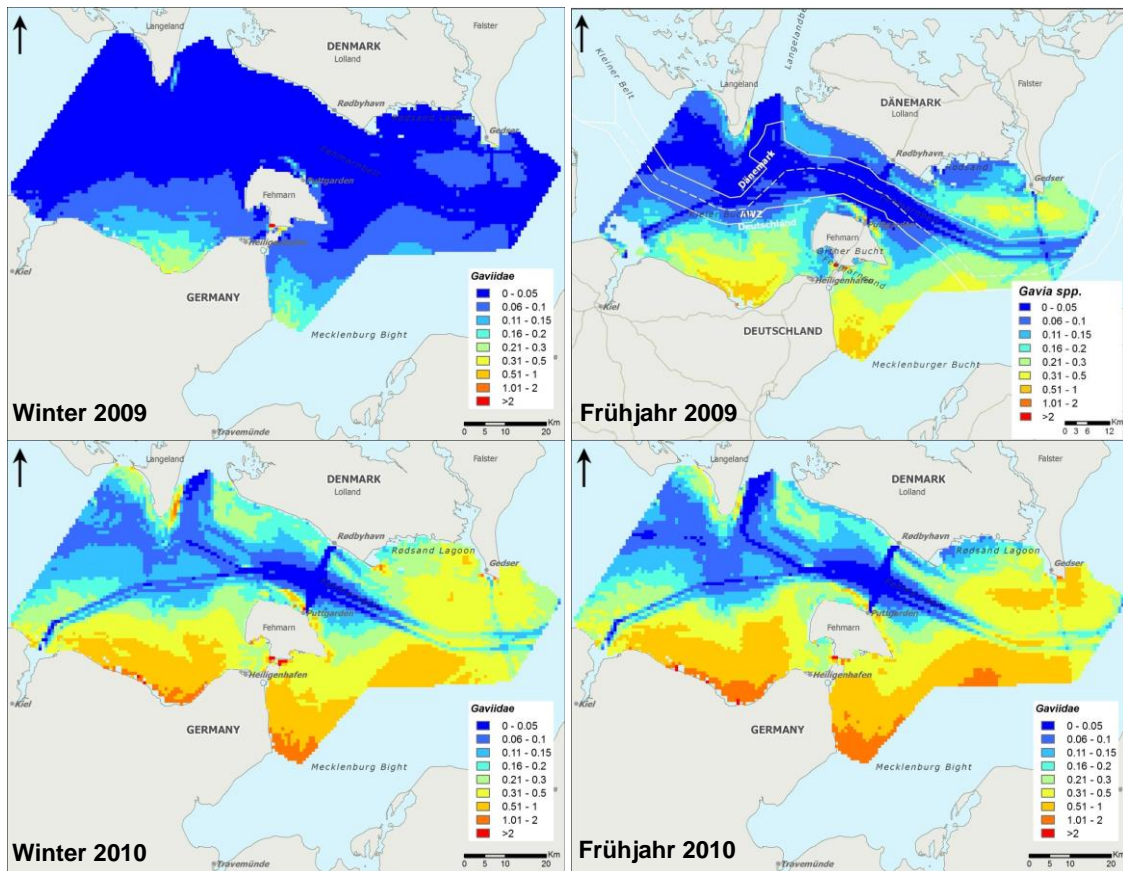 Langeland
Falster
DENMARK
Lolland
Rødbyhavn
Rødsand Lagoon
Gedser
Puttgarden
Fehmarn
Heiligenhafen
Kiel
GERMANY
Mecklenburg Bight
Travemünde
Gaviidae
0 - 0.05
0.06 - 0.1
0.11 - 0.15
0.16 - 0.2
0.21 - 0.3
0.31 - 0.5
0.51 - 1
1.01 - 2
>2
Km
0 5 10 20
Winter 2009
Kleiner Belt
Langeland
Falster
DÄNEMARK
Lolland
Rødbyhavn
Rødsand
Gedser
Dänemark
AWZ
Deutschland
Kieler Bucht
Puttgarden
Fehmarn
Heiligenhafen
Kiel
DEUTSCHLAND
Mecklenburger Bucht
Gavia spp.
0 - 0.05
0.06 - 0.1
0.11 - 0.15
0.16 - 0.2
0.21 - 0.3
0.31 - 0.5
0.51 - 1
1.01 - 2
>2
Km
0 3 6 12
Frühjahr 2009
Langeland
Falster
DENMARK
Lolland
Rødbyhavn
Rødsand Lagoon
Gedser
Puttgarden
Fehmarn
Heiligenhafen
Kiel
GERMANY
Mecklenburg Bight
Travemünde
Gaviidae
0 - 0.05
0.06 - 0.1
0.11 - 0.15
0.16 - 0.2
0.21 - 0.3
0.31 - 0.5
0.51 - 1
1.01 - 2
>2
Km
0 5 10 20
Winter 2010
Langeland
Falster
DENMARK
Lolland
Rødbyhavn
Rødsand Lagoon
Gedser
Puttgarden
Fehmarn
Heiligenhafen
Kiel
GERMANY
Mecklenburg Bight
Travemünde
Gaviidae
0 - 0.05
0.06 - 0.1
0.11 - 0.15
0.16 - 0.2
0.21 - 0.3
0.31 - 0.5
0.51 - 1
1.01 - 2
>2
Km
0 5 10 20
Frühjahr 2010